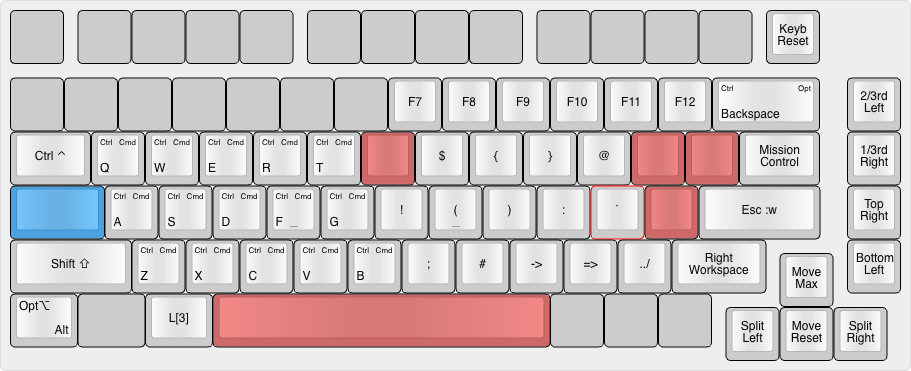 Keyb
Reset
F7
F8
F9
F10
F11
F12
Ctrl Opt
Backspace
2/3rd
Left
Ctrl ^
Ctrl Cmd
Q
Ctrl Cmd
W
Ctrl Cmd
E
Ctrl Cmd
R
Ctrl Cmd
T
$
{
}
@
Mission
Control
1/3rd
Right
Ctrl Cmd
A
Ctrl Cmd
S
Ctrl Cmd
D
Ctrl Cmd
F _
Ctrl Cmd
G
!
(
_
)
:
`
Esc :w
Top
Right
Shift ⇧
Ctrl Cmd
Z
Ctrl Cmd
X
Ctrl Cmd
C
Ctrl Cmd
V
Ctrl Cmd
B
;
#
->
=>
../
Right
Workspace
Move
Max
Bottom
Left
Opt⌥
Alt
L[3]
Split
Left
Move
Reset
Split
Right